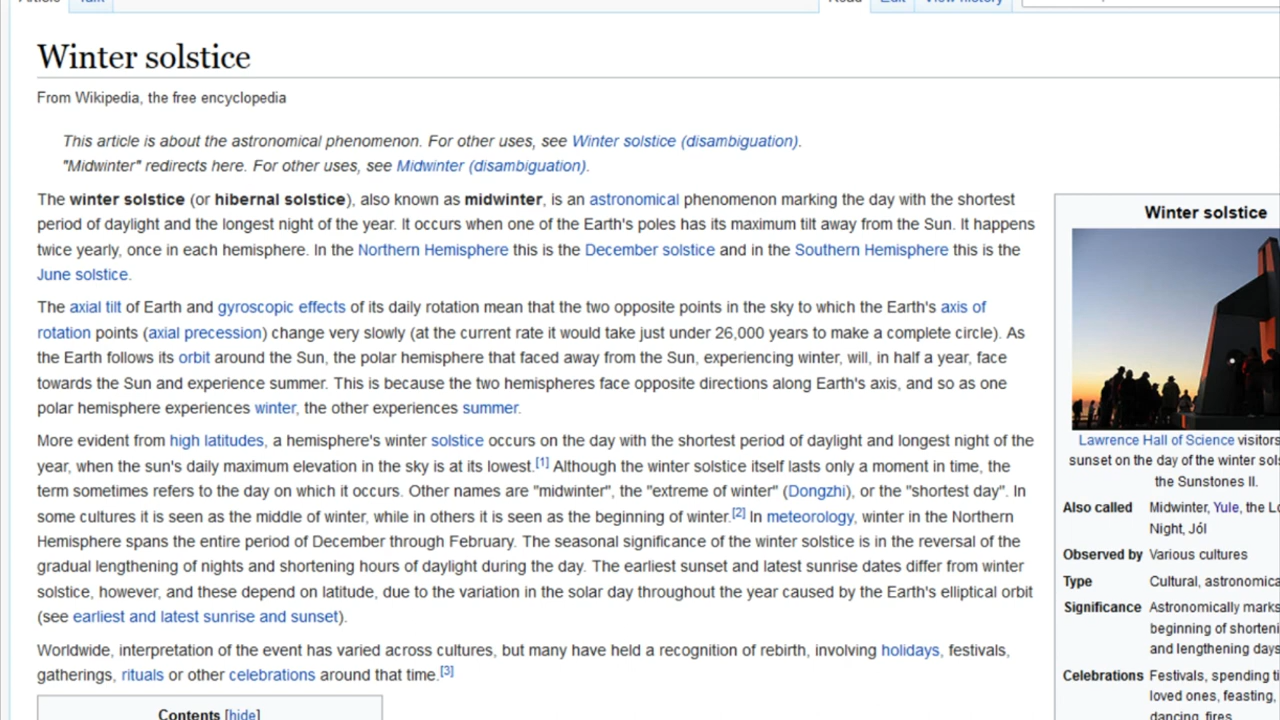 Winter solstice
From Wikipedia, the free encyclopedia
This article is about the astronomical phenomenon. For other uses, see Winter solstice (disambiguation).
"Midwinter" redirects here. For other uses, see Midwinter (disambiguation).
The winter solstice (or hibernal solstice), also known as midwinter, is an astronomical phenomenon marking the day with the shortest
period of daylight and the longest night of the year. It occurs when one of the Earth's poles has its maximum tilt away from the Sun. It happens
twice yearly, once in each hemisphere. In the Northern Hemisphere this is the December solstice and in the Southern Hemisphere this is the
June solstice.
The axial tilt of Earth and gyroscopic effects of its daily rotation mean that the two opposite points in the sky to which the Earth's axis of
rotation points (axial precession) change very slowly (at the current rate it would take just under 26,000 years to make a complete circle). As
the Earth follows its orbit around the Sun, the polar hemisphere that faced away from the Sun, experiencing winter, will, in half a year, face
towards the Sun and experience summer. This is because the two hemispheres face opposite directions along Earth's axis, and so as one
polar hemisphere experiences winter, the other experiences summer.
More evident from high latitudes, a hemisphere's winter solstice occurs on the day with the shortest period of daylight and longest night of the
year, when the sun's daily maximum elevation in the sky is at its lowest.[1] Although the winter solstice itself lasts only a moment in time, the
term sometimes refers to the day on which it occurs. Other names are "midwinter", the "extreme of winter" (Dongzhi), or the "shortest day". In
some cultures it is seen as the middle of winter, while in others it is seen as the beginning of winter.[2] In meteorology, winter in the Northern
Hemisphere spans the entire period of December through February. The seasonal significance of the winter solstice is in the reversal of the
gradual lengthening of nights and shortening hours of daylight during the day. The earliest sunset and latest sunrise dates differ from winter
solstice, however, and these depend on latitude, due to the variation in the solar day throughout the year caused by the Earth's elliptical orbit
(see earliest and latest sunrise and sunset).
Worldwide, interpretation of the event has varied across cultures, but many have held a recognition of rebirth, involving holidays, festivals,
gatherings, rituals or other celebrations around that time.[3]
Contents [hide]
Winter solstice
Lawrence Hall of Science visitors
sunset on the day of the winter
the Sunstones II.
Also called Midwinter, Yule, the
Night, Jól
Observed by Various cultures
Type Cultural,
Significance Astronomically marks
beginning of
and lengthening days
Celebrations Festivals, spending
loved ones, feasting,
dancing, fires